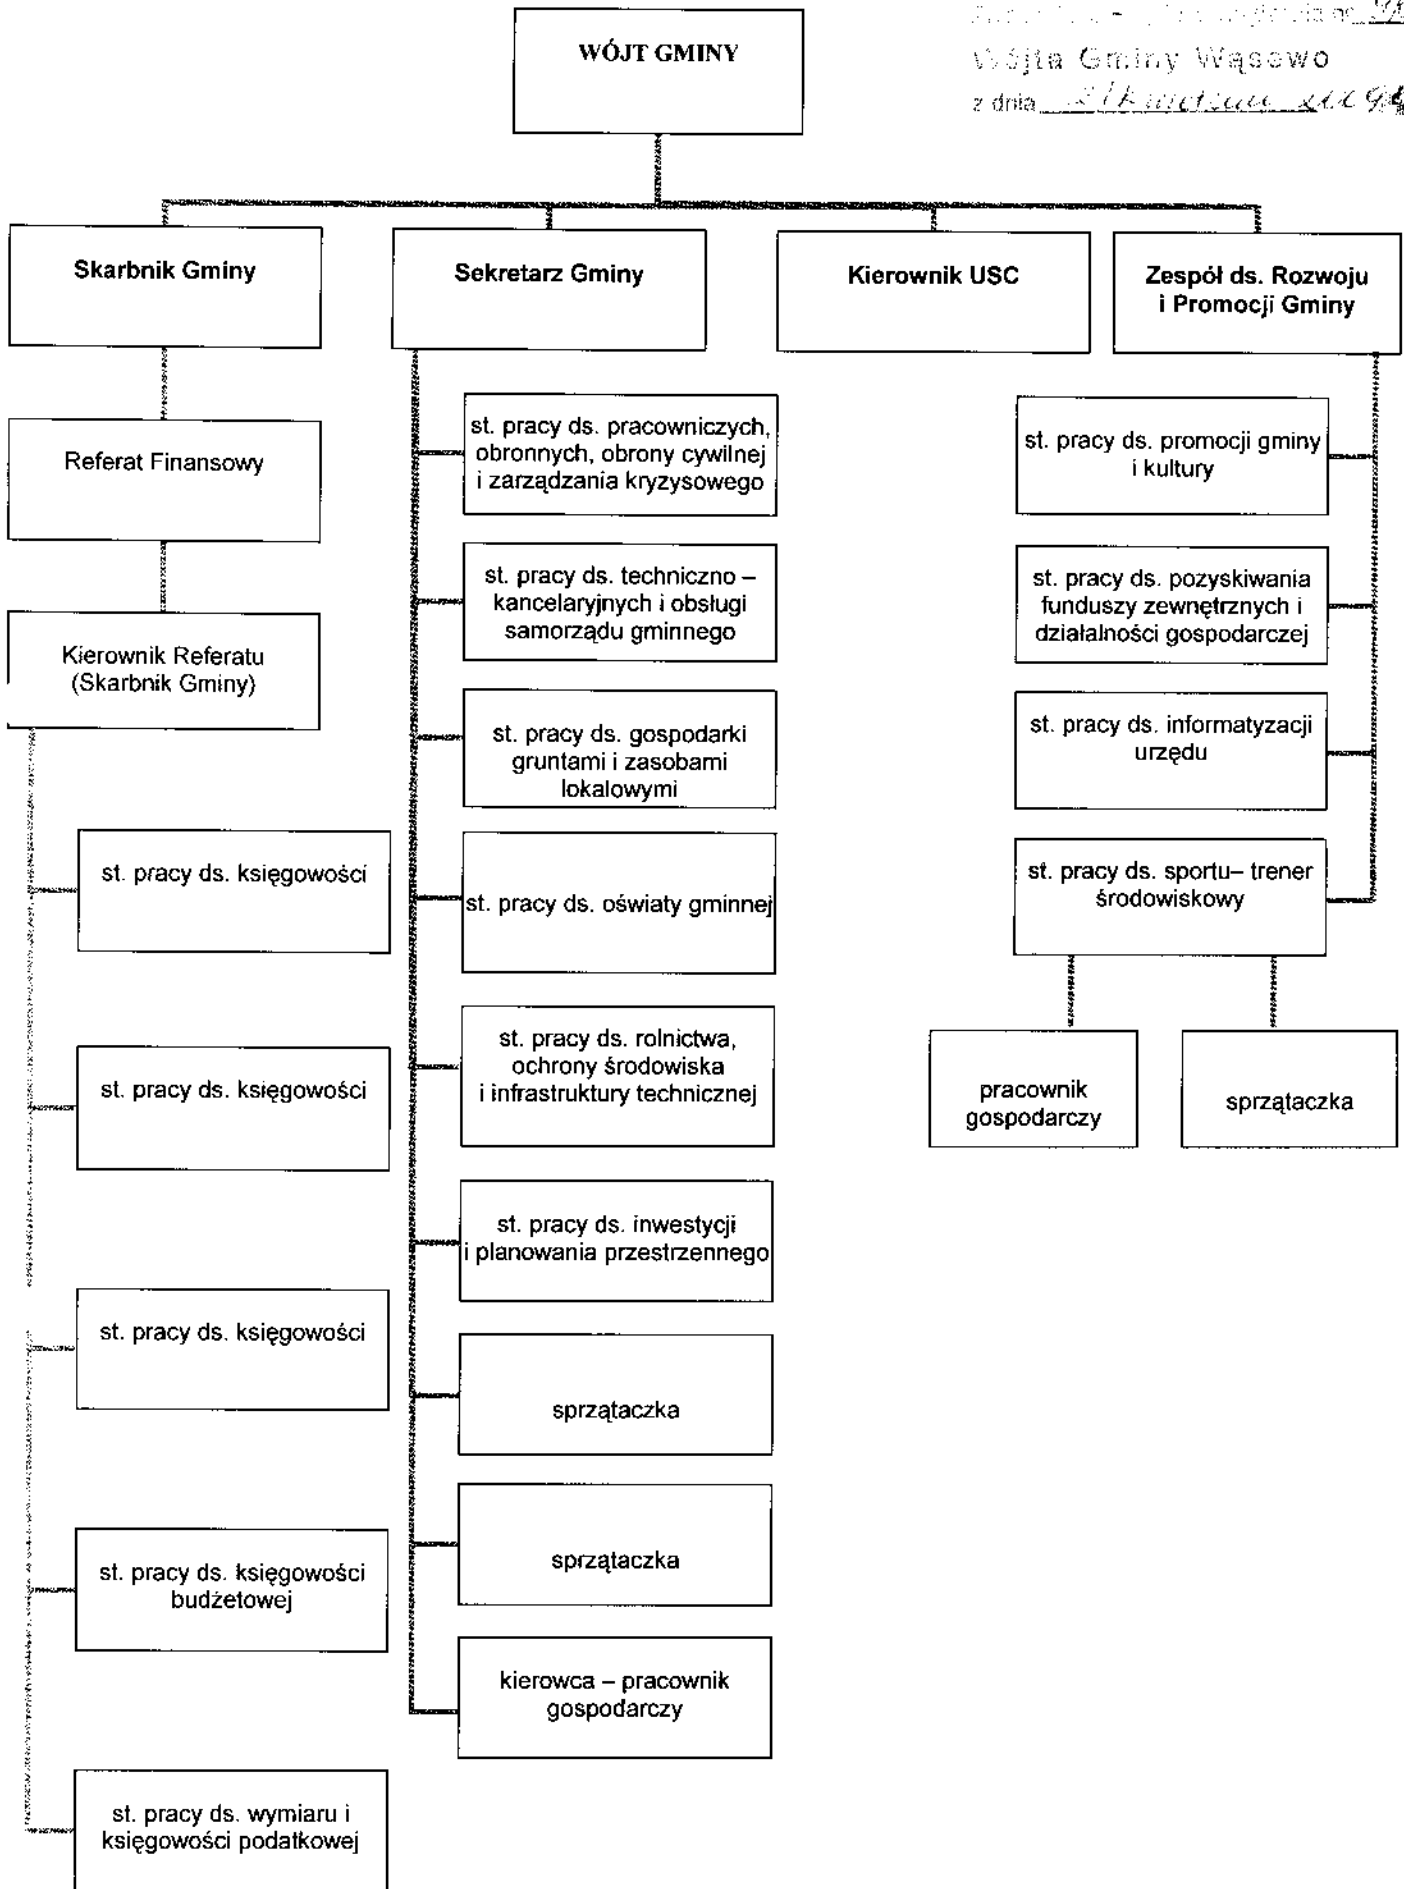 WÓJT GMINY
Wójta Gminy Wąsewo
z dnia
Skarbnik Gminy
Sekretarz Gminy
Kierownik USC
Zespół ds. Rozwoju
i Promocji Gminy
Referat Finansowy
Kierownik Referatu
(Skarbnik Gminy)
st. pracy ds. księgowości
st. pracy ds. księgowości
st. pracy ds. księgowości
st. pracy ds. księgowości
budżetowej
st. pracy ds. wymiaru i
księgowości podatkowej
st. pracy ds. pracowniczych,
obronnych, obrony cywilnej
i zarządzania kryzysowego
st. pracy ds. techniczno –
kancelaryjnych i obsługi
samorządu gminnego
st. pracy ds. gospodarki
gruntami i zasobami
lokalowymi
st. pracy ds. oświaty gminnej
st. pracy ds. rolnictwa,
ochrony środowiska
i infrastruktury technicznej
st. pracy ds. inwestycji
i planowania przestrzennego
sprzątaczka
sprzątaczka
kierowca – pracownik
gospodarczy
st. pracy ds. promocji gminy
i kultury
st. pracy ds. pozyskiwania
funduszy zewnętrznych i
działalności gospodarczej
st. pracy ds. informatyzacji
urzędu
st. pracy ds. sportu– trener
środowiskowy
pracownik
gospodarczy
sprzątaczka